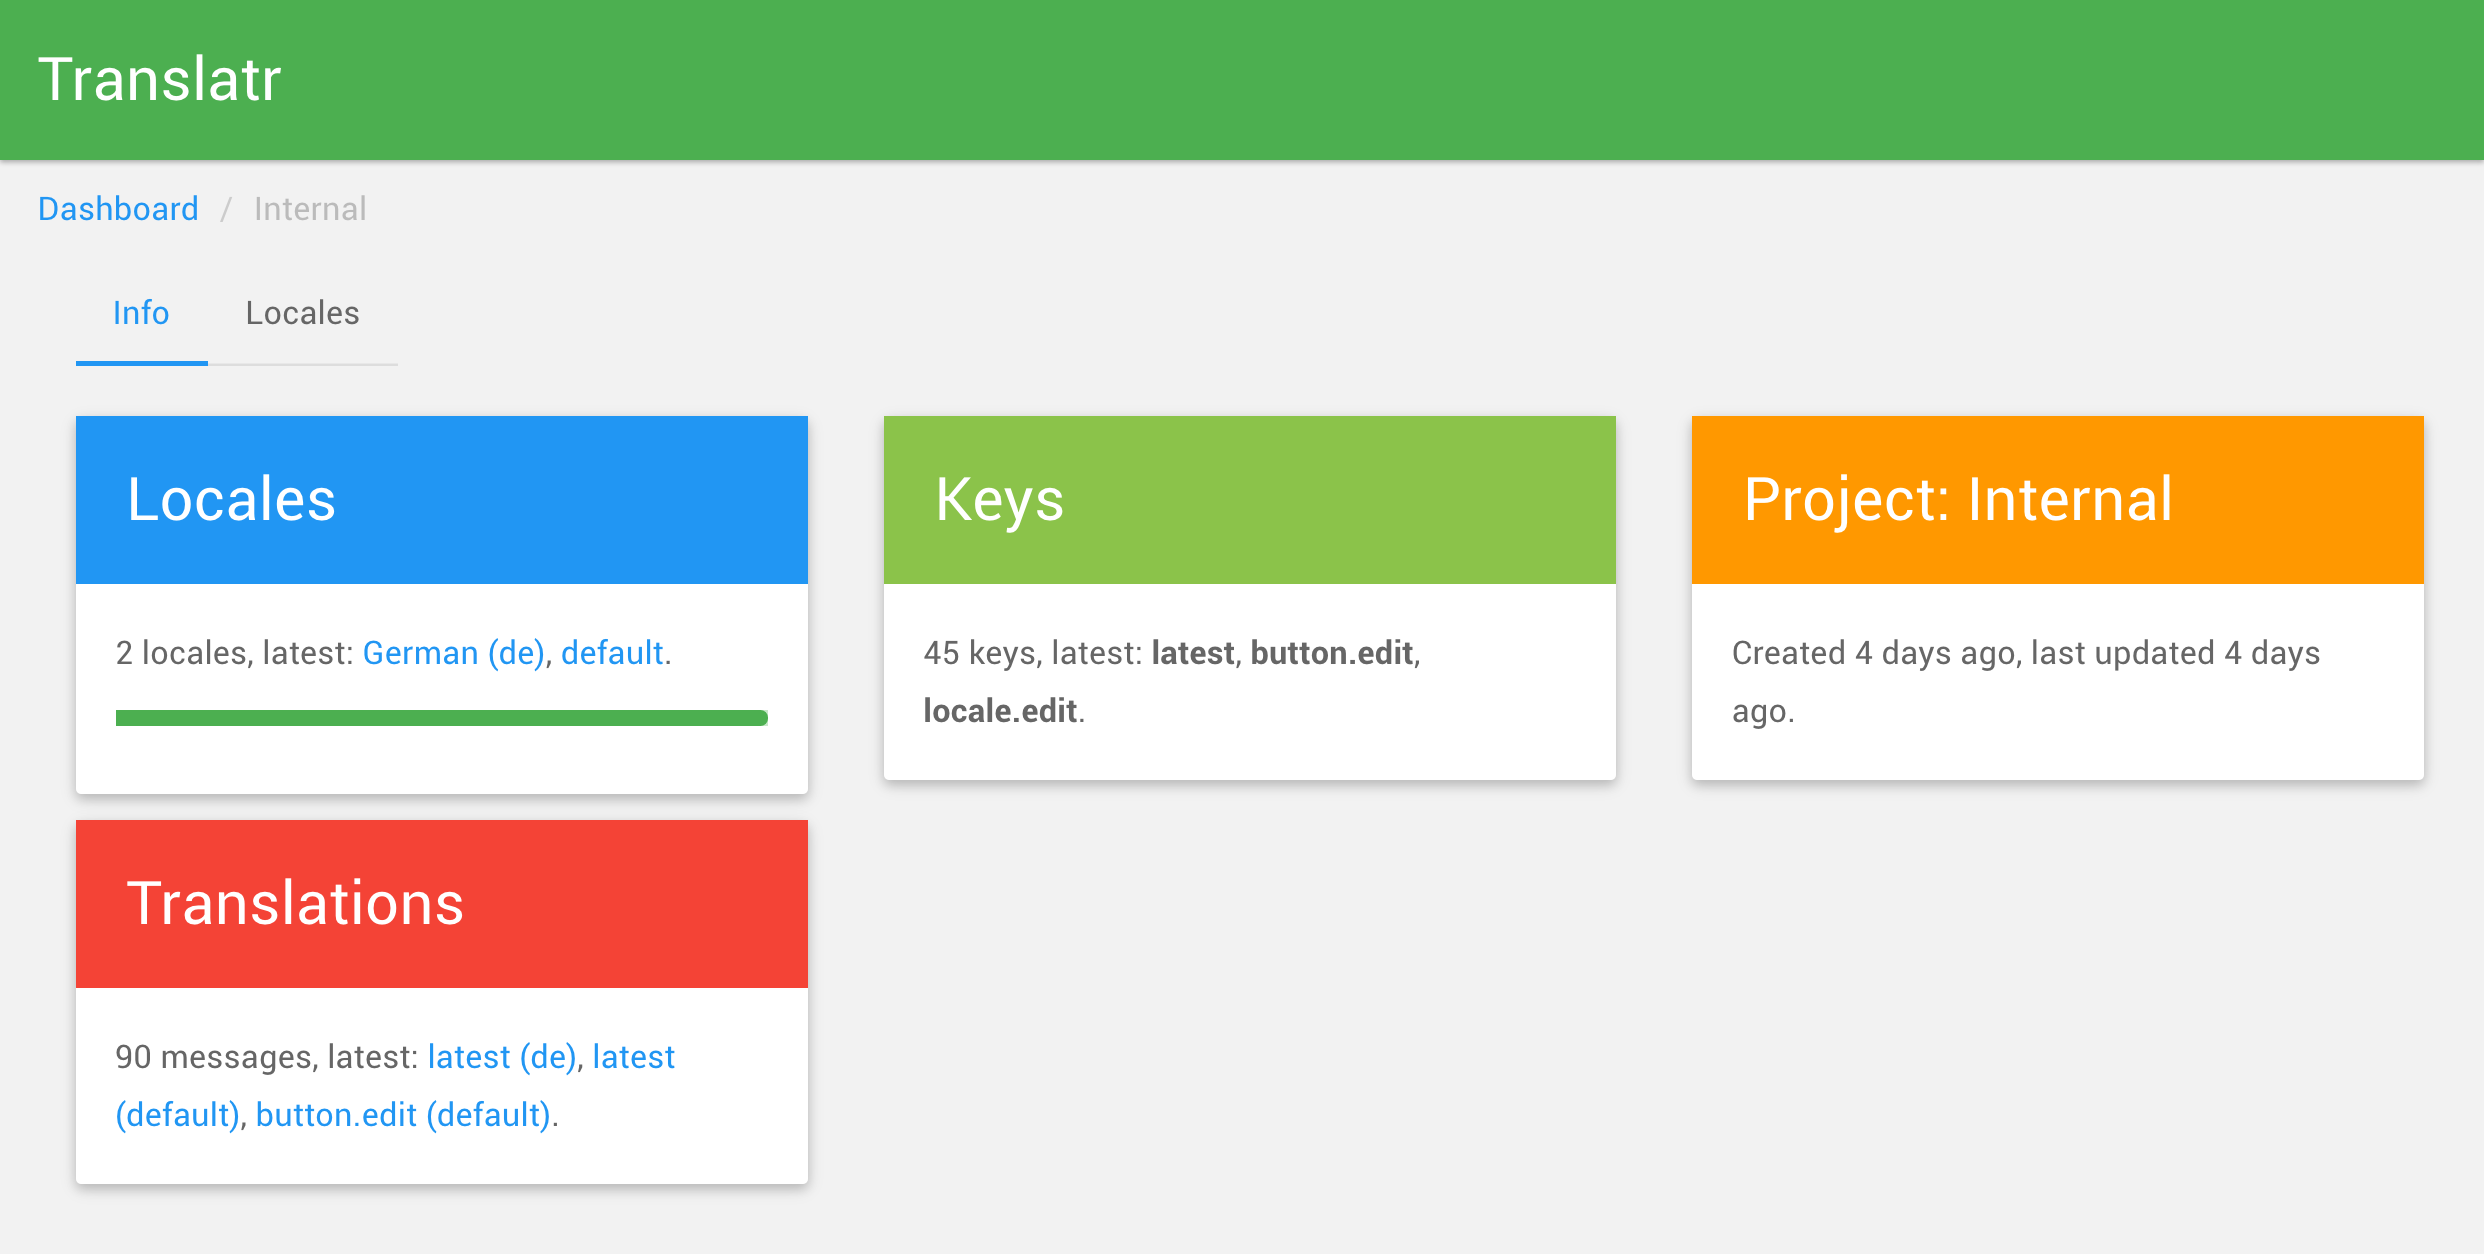 Translatr
Dashboard / Internal
Info Locales
Locales
2 locales, latest: German (de), default.
Keys
45 keys, latest: latest, button.edit,
locale.edit.
Project: Internal
Created 4 days ago, last updated 4 days
ago.
Translations
90 messages, latest: latest (de), latest
(default), button.edit (default).